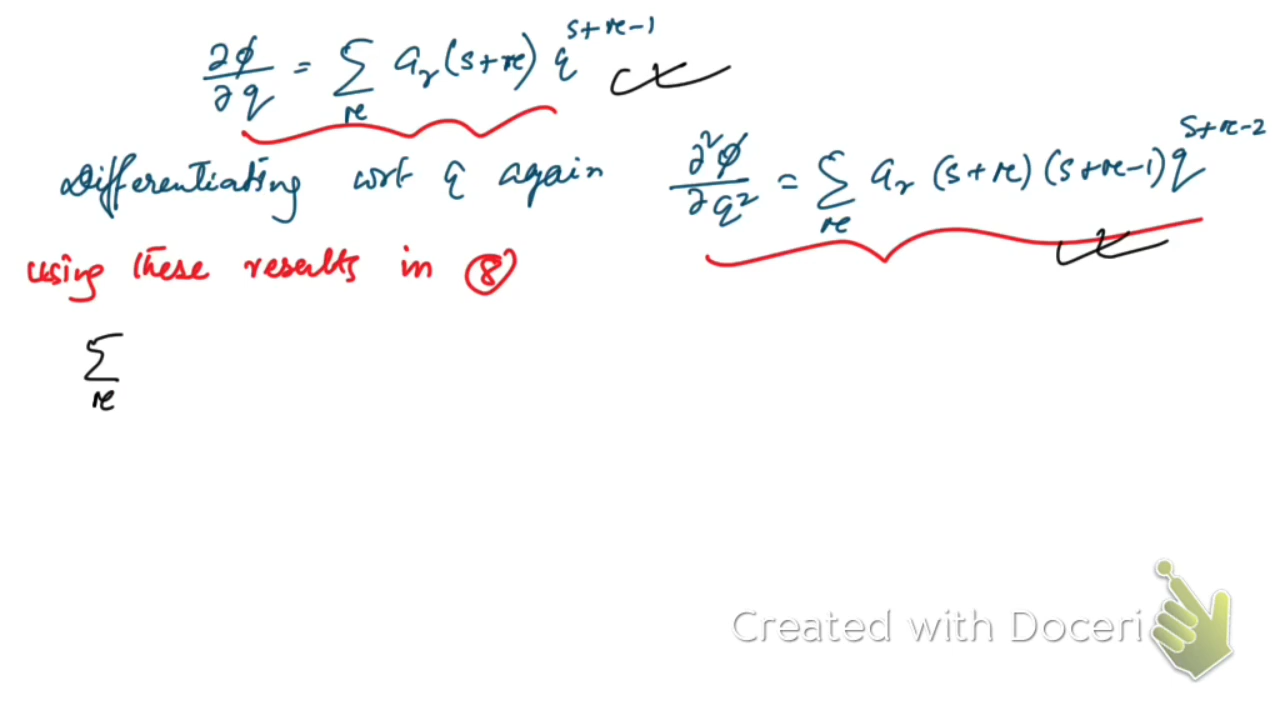 ∂φ/∂q = Σ_r a_r (s+r) q^{s+r-1}
Differentiating wrt q again ∂²φ/∂q² = Σ_r a_r (s+r) (s+r-1) q^{s+r-2}
using these results in ⑧
Σ_r
Created with Doceri